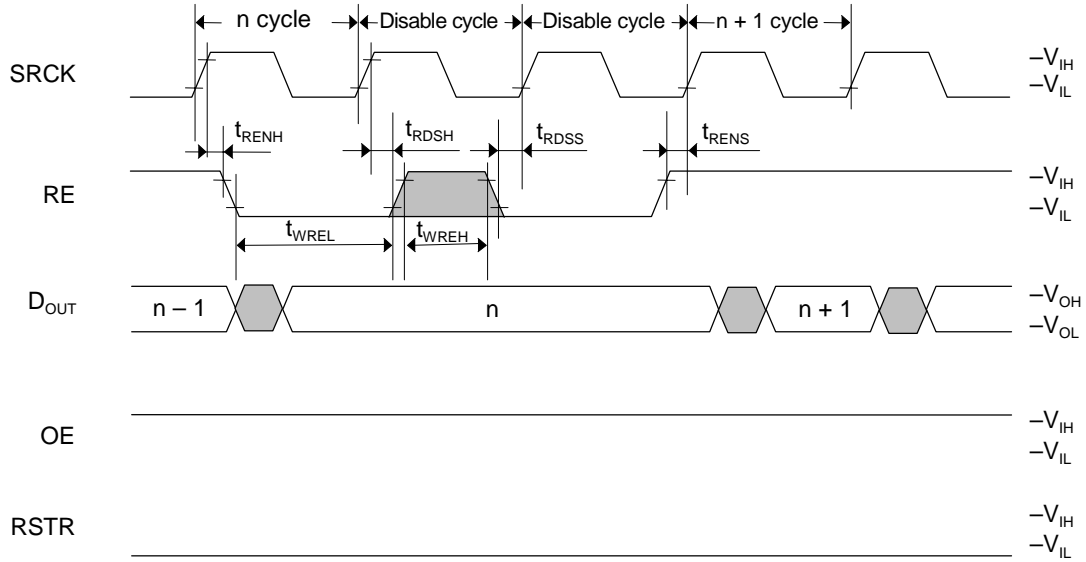 n cycle Disable cycle Disable cycle n + 1 cycle
SRCK
–VIH
–VIL
tRENH tRDSH tRDSS tRENS
RE
–VIH
–VIL
tWREL tWREH
DOUT
n – 1 n n + 1
–VOH
–VOL
OE
–VIH
–VIL
RSTR
–VIH
–VIL